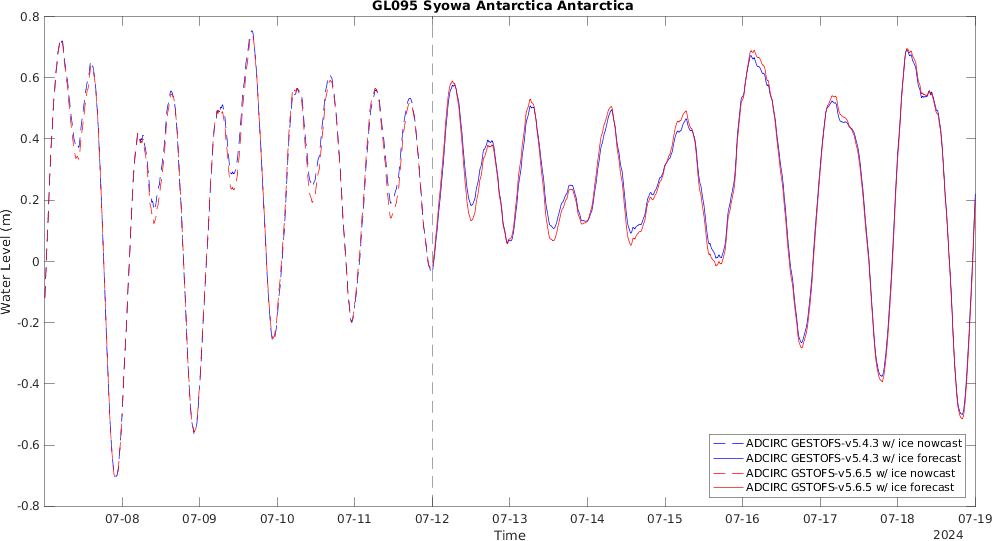 GL095 Syowa Antarctica Antarctica
Water Level (m)
0.8
0.6
0.4
0.2
0
-0.2
-0.4
-0.6
-0.8
ADCIRC GESTOFS-v5.4.3 w/ ice nowcast
ADCIRC GESTOFS-v5.4.3 w/ ice forecast
ADCIRC GSTOFS-v5.6.5 w/ ice nowcast
ADCIRC GSTOFS-v5.6.5 w/ ice forecast
07-08 07-09 07-10 07-11 07-12 07-13 07-14 07-15 07-16 07-17 07-18 07-19
Time
2024